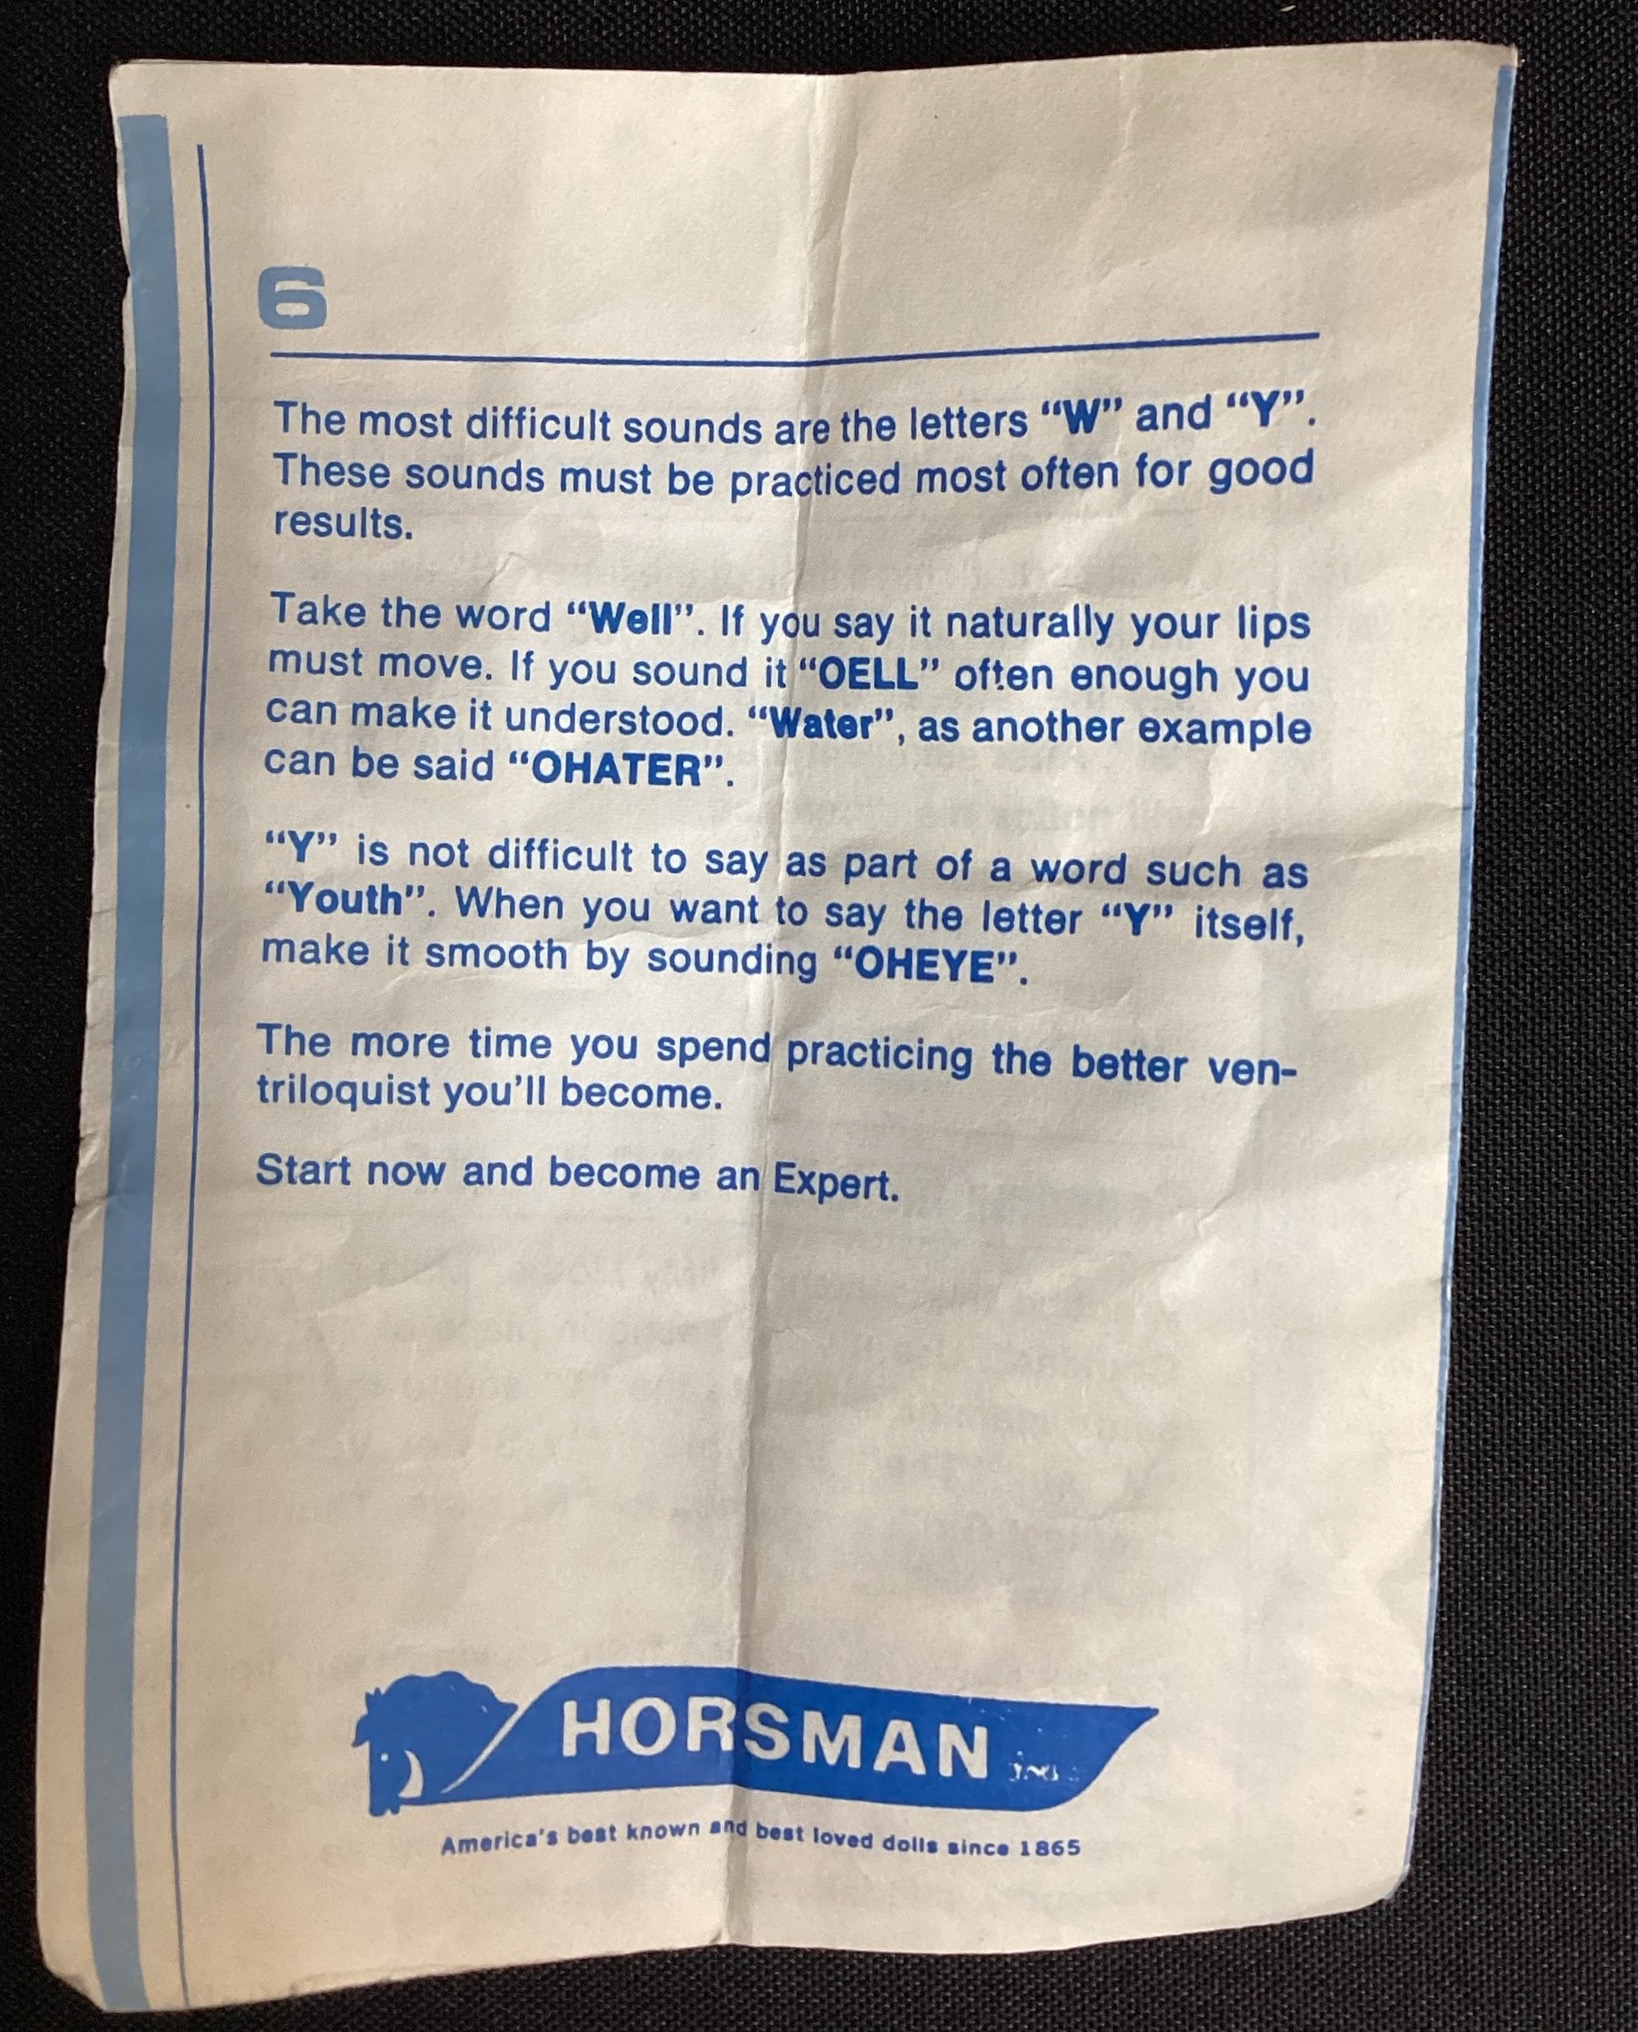 6
The most difficult sounds are the letters “W” and “Y”.
These sounds must be practiced most often for good
results.
Take the word “Well”. If you say it naturally your lips
must move. If you sound it “OELL” often enough you
can make it understood. “Water”, as another example
can be said “OHATER”.
“Y” is not difficult to say as part of a word such as
“Youth”. When you want to say the letter “Y” itself,
make it smooth by sounding “OHEYE”.
The more time you spend practicing the better ven-
triloquist you’ll become.
Start now and become an Expert.
HORSMAN inc.
America’s best known and best loved dolls since 1865